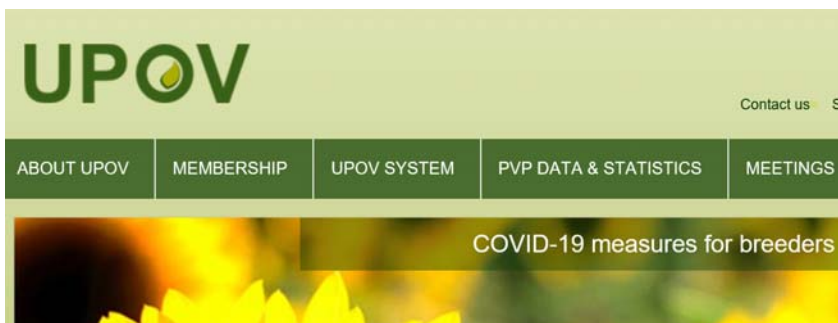 UPOV
Contact us
ABOUT UPOV MEMBERSHIP UPOV SYSTEM PVP DATA & STATISTICS MEETINGS
COVID-19 measures for breeders